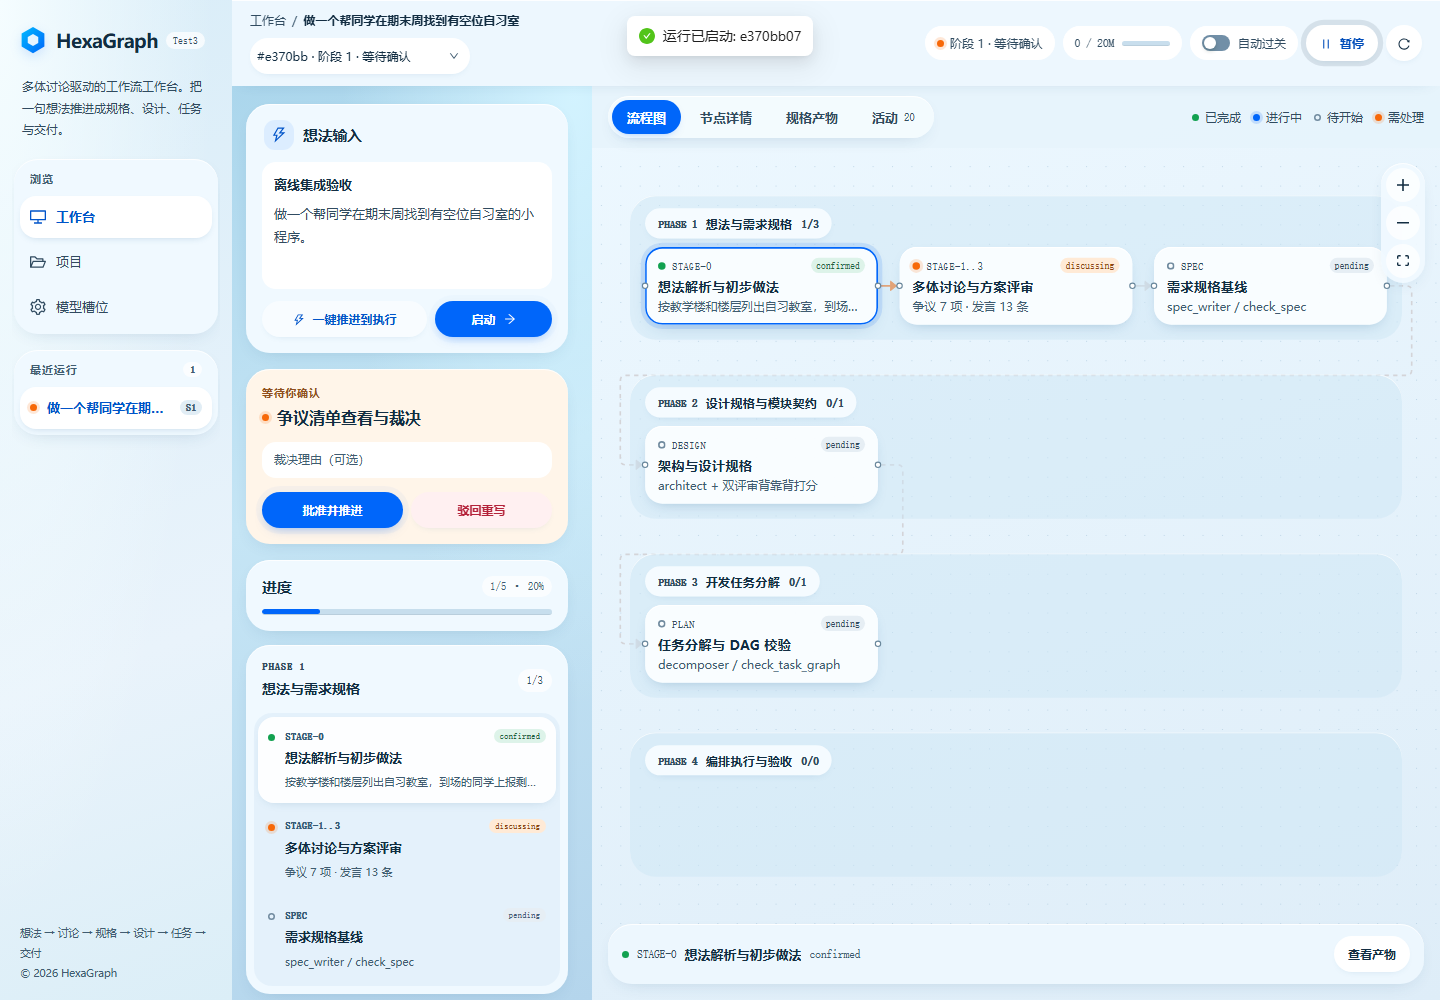 HexaGraph Test3
多体讨论驱动的工作流工作台。把
一句想法推进成规格、设计、任务
与交付。
浏览
工作台
项目
模型槽位
最近运行 1
做一个帮同学在期... S1
想法 → 讨论 → 规格 → 设计 → 任务 →
交付
© 2026 HexaGraph
工作台 / 做一个帮同学在期末周找到有空位自习室
#e370bb · 阶段 1 · 等待确认
运行已启动: e370bb07
阶段 1 · 等待确认
0 / 20M
自动过关
暂停
想法输入
离线集成验收
做一个帮同学在期末周找到有空位自习室的小
程序。
一键推进到执行
启动 →
等待你确认
争议清单查看与裁决
裁决理由（可选）
批准并推进
驳回重写
进度 1/5 · 20%
PHASE 1
想法与需求规格 1/3
STAGE-0 confirmed
想法解析与初步做法
按教学楼和楼层列出自习教室，到场的同学上报剩...
STAGE-1..3 discussing
多体讨论与方案评审
争议 7 项 · 发言 13 条
SPEC pending
需求规格基线
spec_writer / check_spec
流程图
节点详情
规格产物
活动 20
已完成
进行中
待开始
需处理
PHASE 1 想法与需求规格 1/3
STAGE-0 confirmed
想法解析与初步做法
按教学楼和楼层列出自习教室，到场...
STAGE-1..3 discussing
多体讨论与方案评审
争议 7 项 · 发言 13 条
SPEC pending
需求规格基线
spec_writer / check_spec
PHASE 2 设计规格与模块契约 0/1
DESIGN pending
架构与设计规格
architect + 双评审背靠背打分
PHASE 3 开发任务分解 0/1
PLAN pending
任务分解与 DAG 校验
decomposer / check_task_graph
PHASE 4 编排执行与验收 0/0
STAGE-0 想法解析与初步做法 confirmed
查看产物